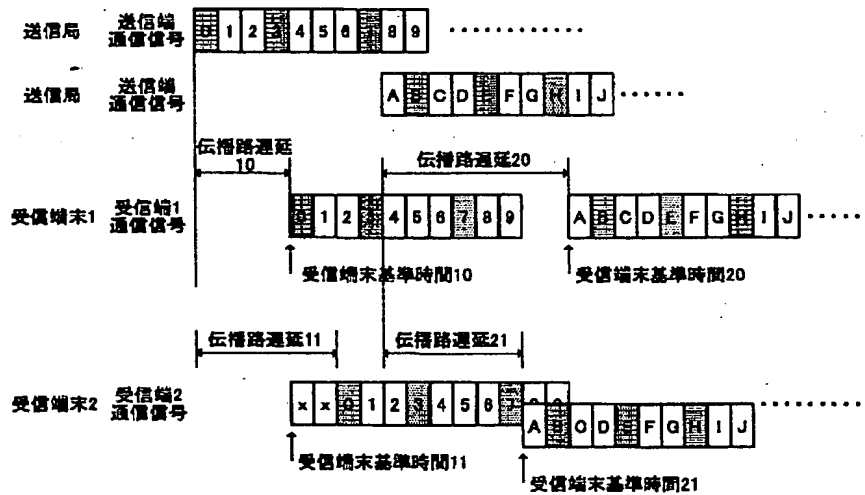 送信局 送信端 通信信号 0 1 2 3 4 5 6 7 8 9 ・・・・・・・・・・・・
送信局 送信端 通信信号 A B C D E F G H I J ・・・・・・
伝播路遅延10 伝播路遅延20
受信端末1 受信端1 通信信号 0 1 2 3 4 5 6 7 8 9 A B C D E F G H I J ・・・・・
受信端末基準時間10 受信端末基準時間20
伝播路遅延11 伝播路遅延21
受信端末2 受信端2 通信信号 x x 0 1 2 3 4 5 6 7 ・・・・・・・・・
A B C D E F G H I J
受信端末基準時間11 受信端末基準時間21